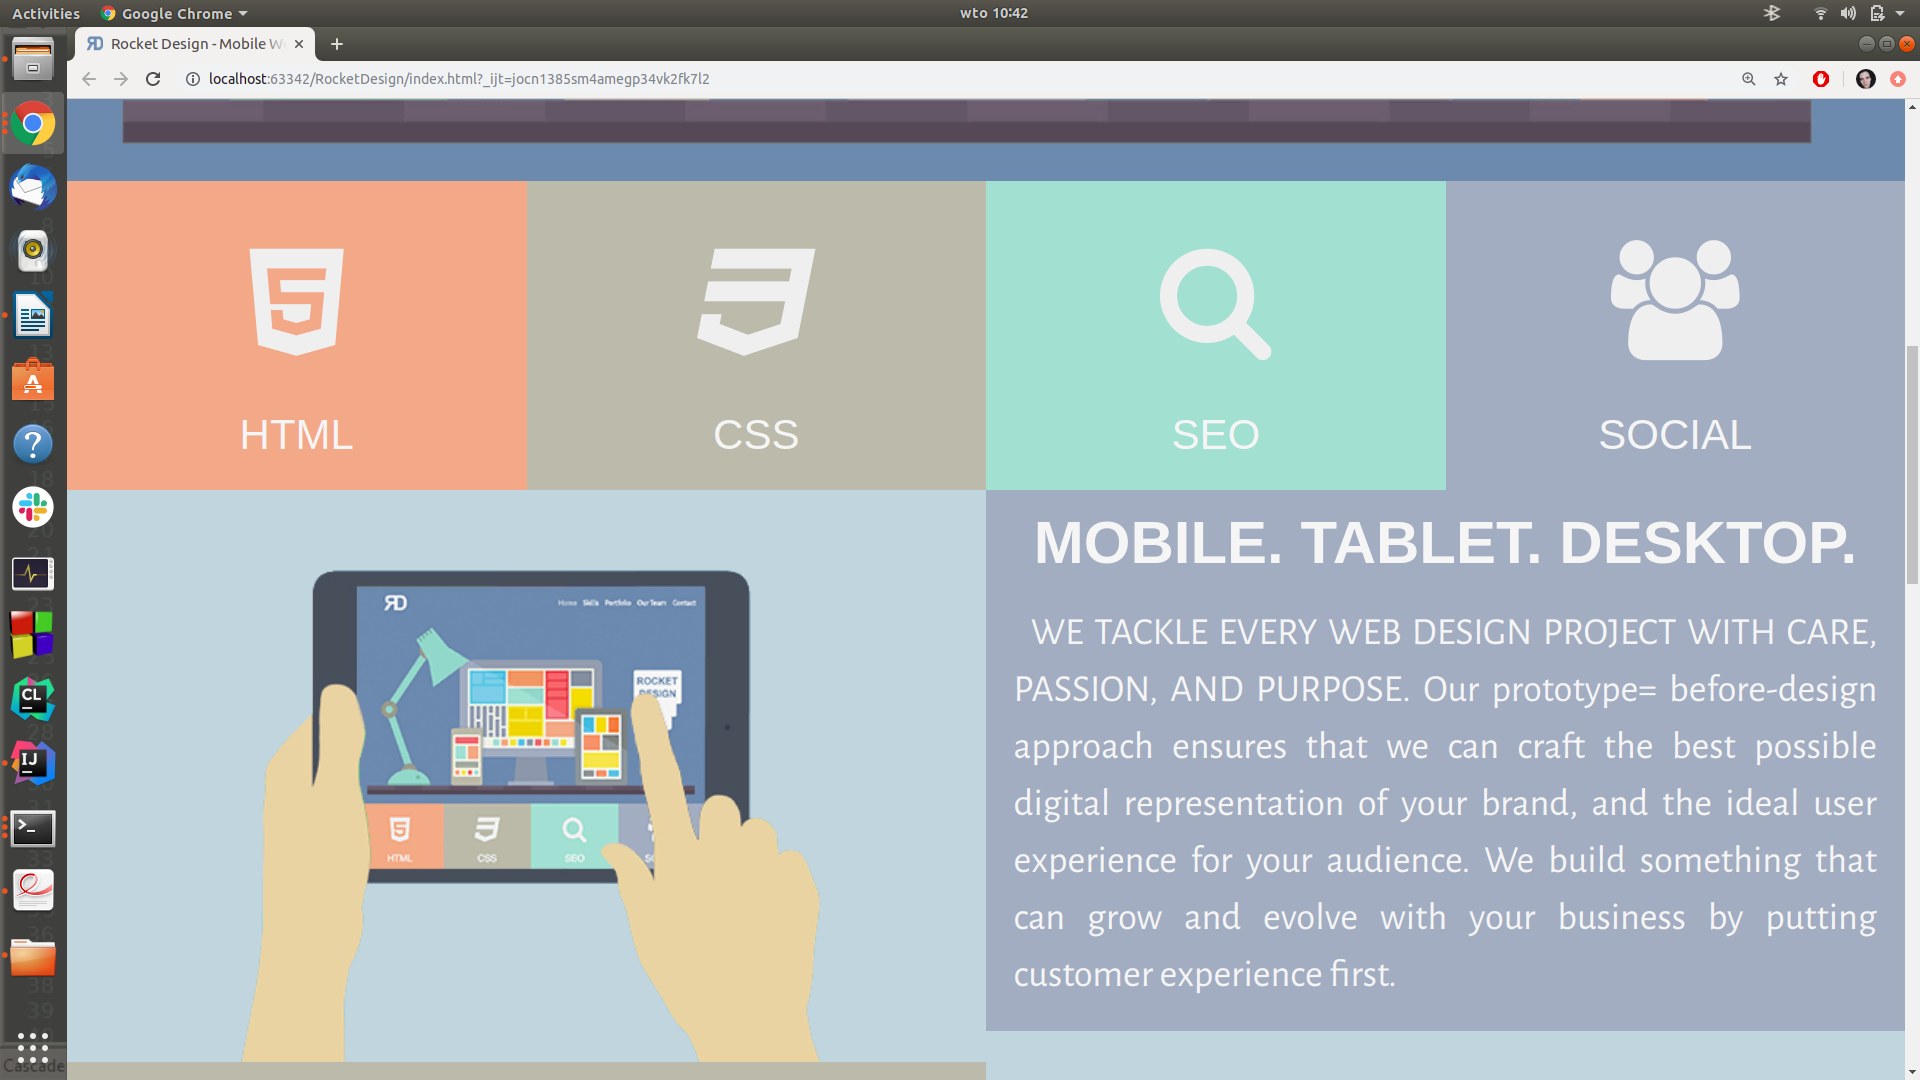 Activities Google Chrome wto 10:42
Rocket Design - Mobile W
localhost:63342/RocketDesign/index.html?_ijt=jocn1385sm4amegp34vk2fk7l2
HTML CSS SEO SOCIAL
MOBILE. TABLET. DESKTOP.
WE TACKLE EVERY WEB DESIGN PROJECT WITH CARE,
PASSION, AND PURPOSE. Our prototype= before-design
approach ensures that we can craft the best possible
digital representation of your brand, and the ideal user
experience for your audience. We build something that
can grow and evolve with your business by putting
customer experience first.
RD
Home Skills Portfolio Our Team Contact
ROCKET
DESIGN
HTML CSS SEO
CL
IJ
Cascade